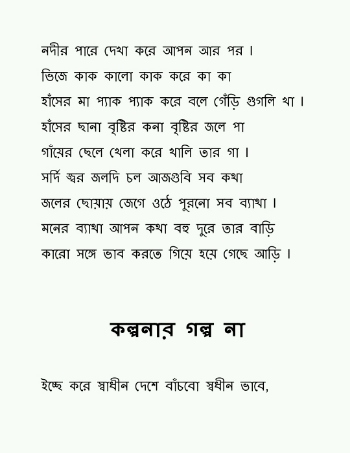 নদীর পারে দেখা করে আপন আর পর ।
ভিজে কাক কালো কাক করে কা কা
হাঁসের মা প্যাক প্যাক করে বলে গেঁড়ি গুগলি থা ।
হাঁসের ছানা বৃষ্টির কনা বৃষ্টির জলে পা
গাঁয়ের ছেলে খেলা করে খালি তার গা ।
সর্দি জ্বর জলদি চল আজগুবি সব কথা
জলের ছোয়ায় জেগে ওঠে পুরনো সব ব্যাথা ।
মনের ব্যাথা আপন কথা বহু দূরে তার বাড়ি
কারো সঙ্গে ভাব করতে গিয়ে হয়ে গেছে আড়ি ।
কল্পনার গল্প না
ইচ্ছে করে স্বাধীন দেশে বাঁচবো স্বধীন ভাবে,